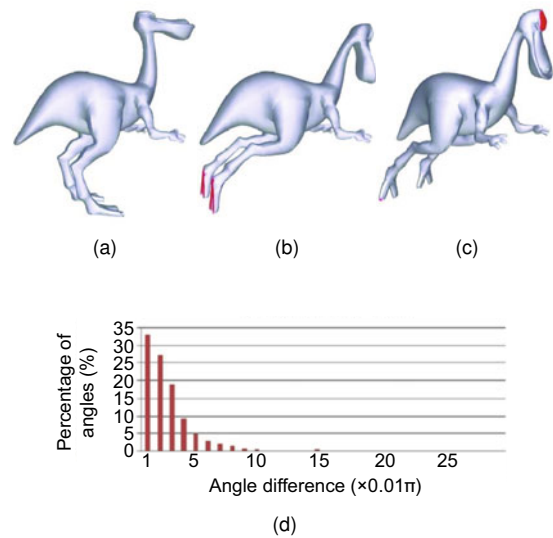 (a)
(b)
(c)
Percentage of
angles (%)
35
30
25
20
15
10
5
0
1 5 10 15 20 25
Angle difference (×0.01π)
(d)